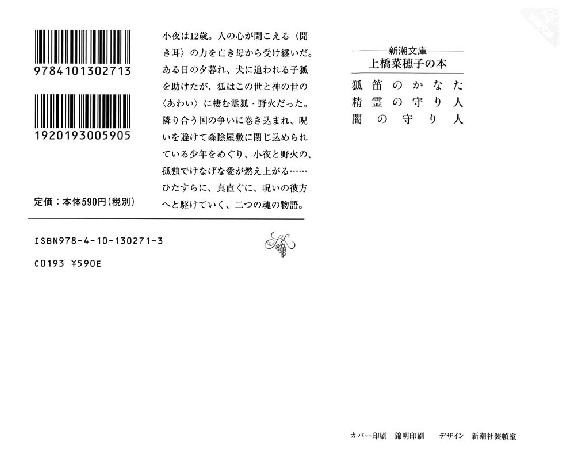 9784101302713
1920193005905
定価：本体590円（税別）
ISBN978-4-10-130271-3
C0193 ¥590E
小夜は12歳。人の心が聞こえる〈聞
き耳〉の力を亡き母から受け継いだ。
ある日の夕暮れ、犬に追われる子狐
を助けたが、狐はこの世と神の世の
〈あわい〉に棲む霊狐・野火だった。
隣り合う国の争いに巻き込まれ、呪
いを避けて森陰屋敷に閉じ込められ
ている少年をめぐり、小夜と野火の、
孤独でけなげな愛が燃え上がる……
ひたすらに、真直ぐに、呪いの彼方
へと駆けていく、二つの魂の物語。
新潮文庫
上橋菜穂子の本
狐笛のかなた
精霊の守り人
闇の守り人
カバー印刷 錦明印刷 デザイン 新潮社装幀室